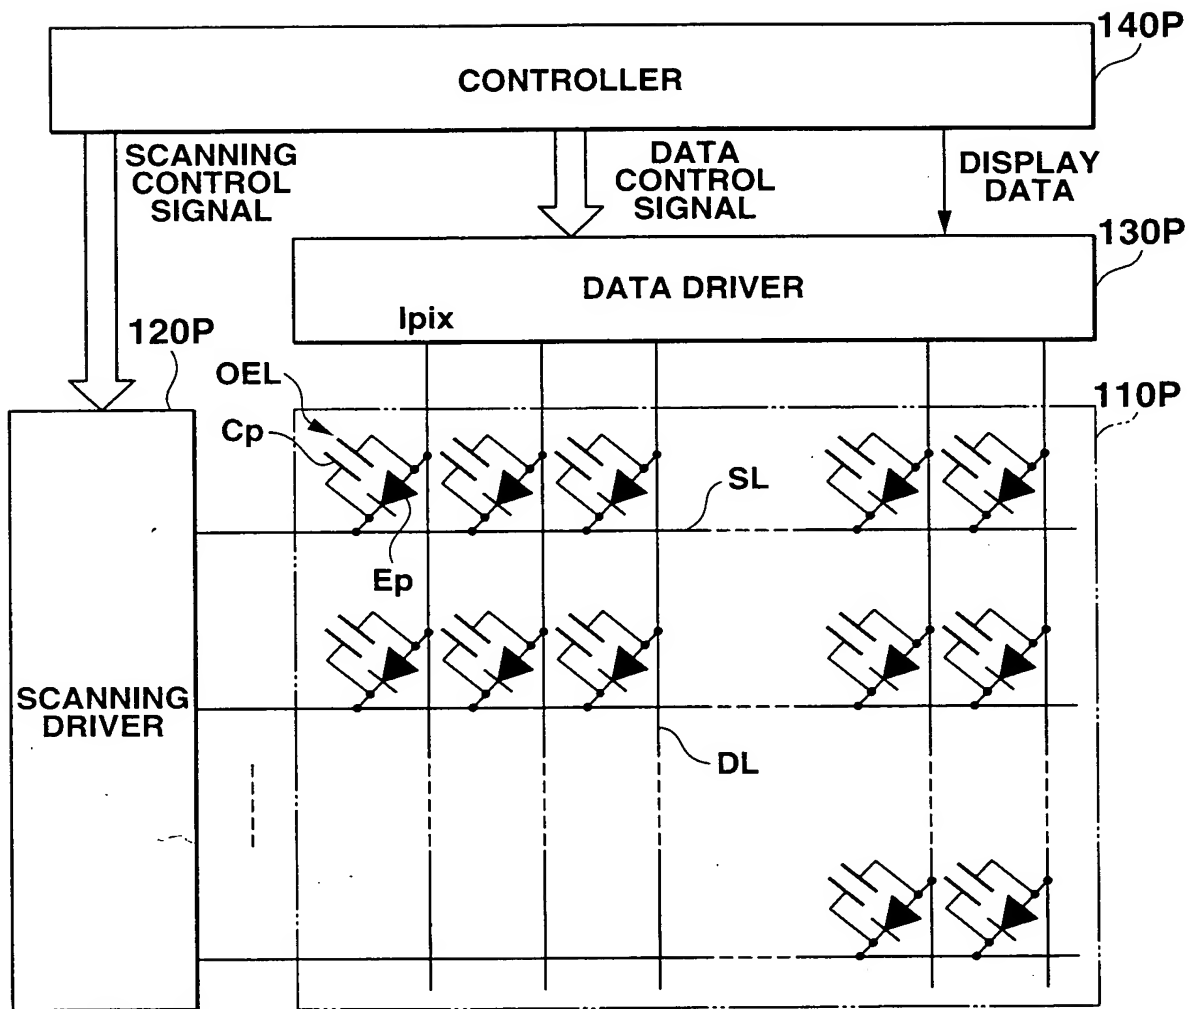 140P
CONTROLLER
SCANNING
CONTROL
SIGNAL
DATA
CONTROL
SIGNAL
DISPLAY
DATA
130P
DATA DRIVER
Ipix
120P
OEL
110P
Cp
SL
Ep
SCANNING
DRIVER
DL